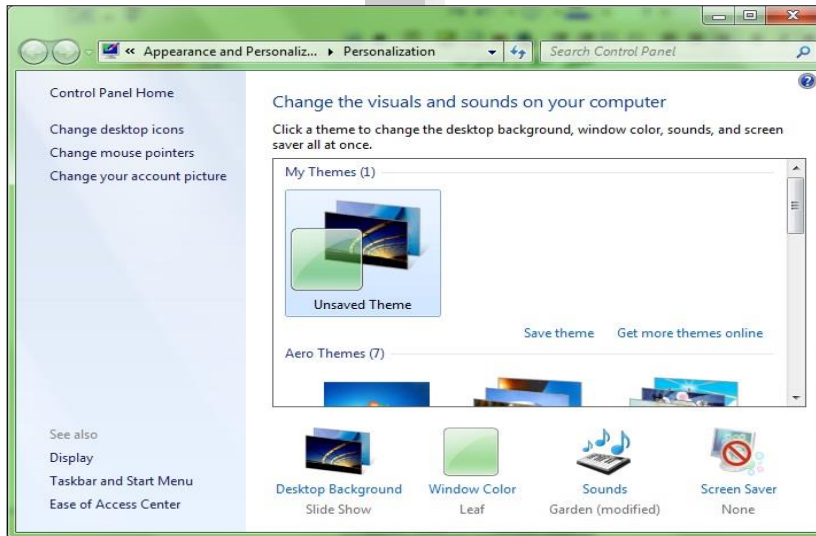 « Appearance and Personaliz... ▸ Personalization
Search Control Panel
Control Panel Home
Change desktop icons
Change mouse pointers
Change your account picture
See also
Display
Taskbar and Start Menu
Ease of Access Center
Change the visuals and sounds on your computer
Click a theme to change the desktop background, window color, sounds, and screen
saver all at once.
My Themes (1)
Unsaved Theme
Save theme Get more themes online
Aero Themes (7)
Desktop Background Window Color Sounds Screen Saver
Slide Show Leaf Garden (modified) None